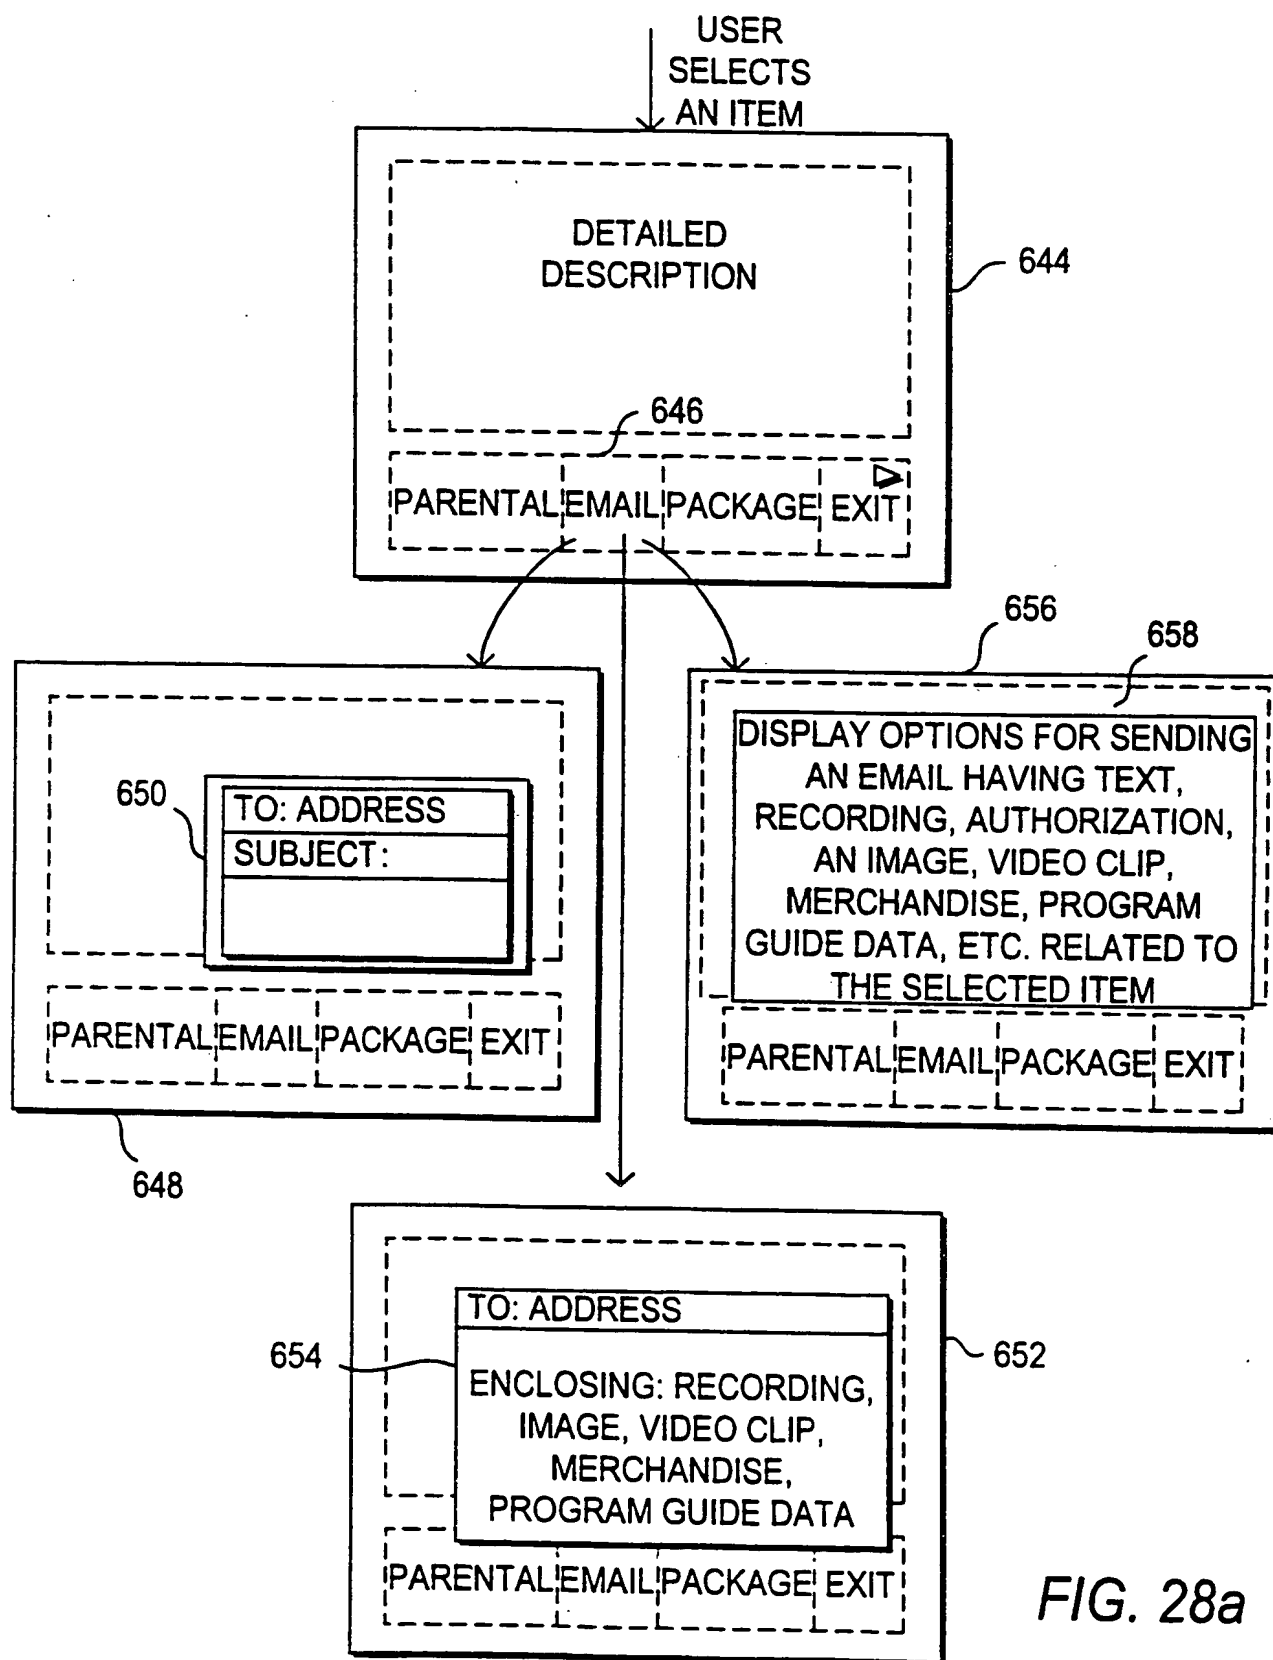 USER
SELECTS
AN ITEM
DETAILED
DESCRIPTION
644
646
PARENTAL EMAIL PACKAGE EXIT
656
658
650
TO: ADDRESS
SUBJECT:
PARENTAL EMAIL PACKAGE EXIT
648
DISPLAY OPTIONS FOR SENDING
AN EMAIL HAVING TEXT,
RECORDING, AUTHORIZATION,
AN IMAGE, VIDEO CLIP,
MERCHANDISE, PROGRAM
GUIDE DATA, ETC. RELATED TO
THE SELECTED ITEM
PARENTAL EMAIL PACKAGE EXIT
654
TO: ADDRESS
652
ENCLOSING: RECORDING,
IMAGE, VIDEO CLIP,
MERCHANDISE,
PROGRAM GUIDE DATA
PARENTAL EMAIL PACKAGE EXIT
FIG. 28a